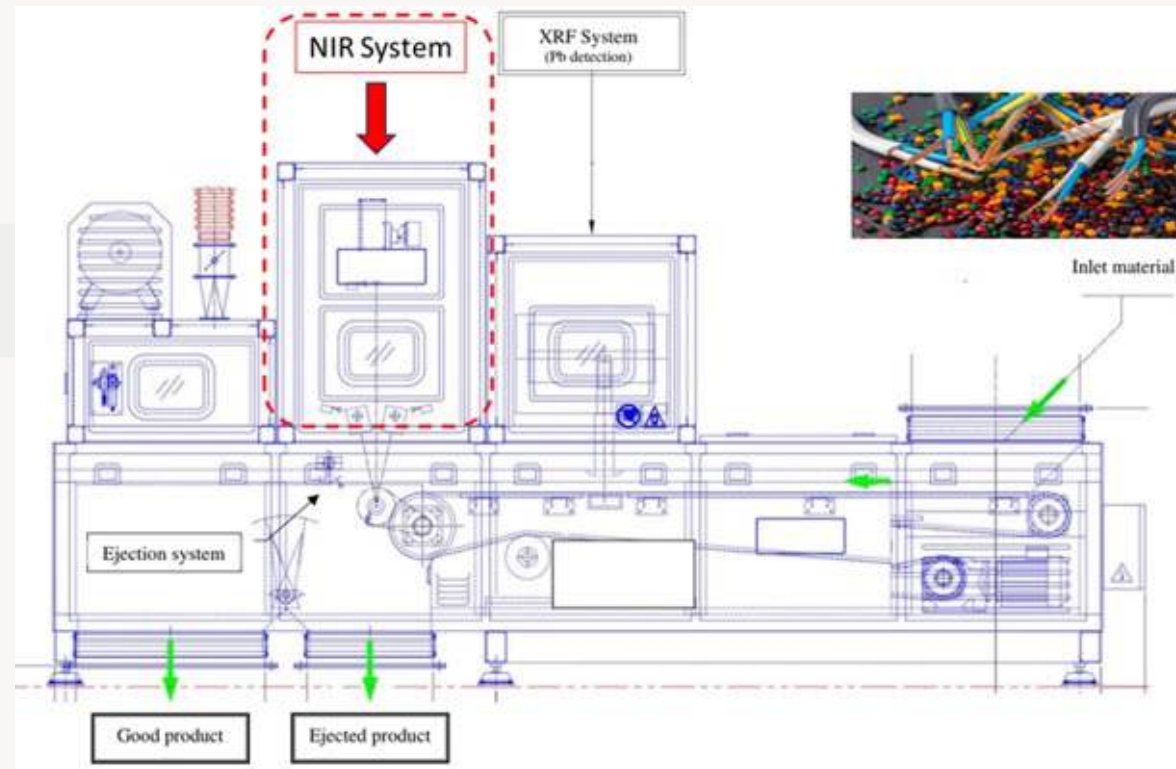 NIR System
XRF System
(Pb detection)
Inlet material
Ejection system
Good product
Ejected product